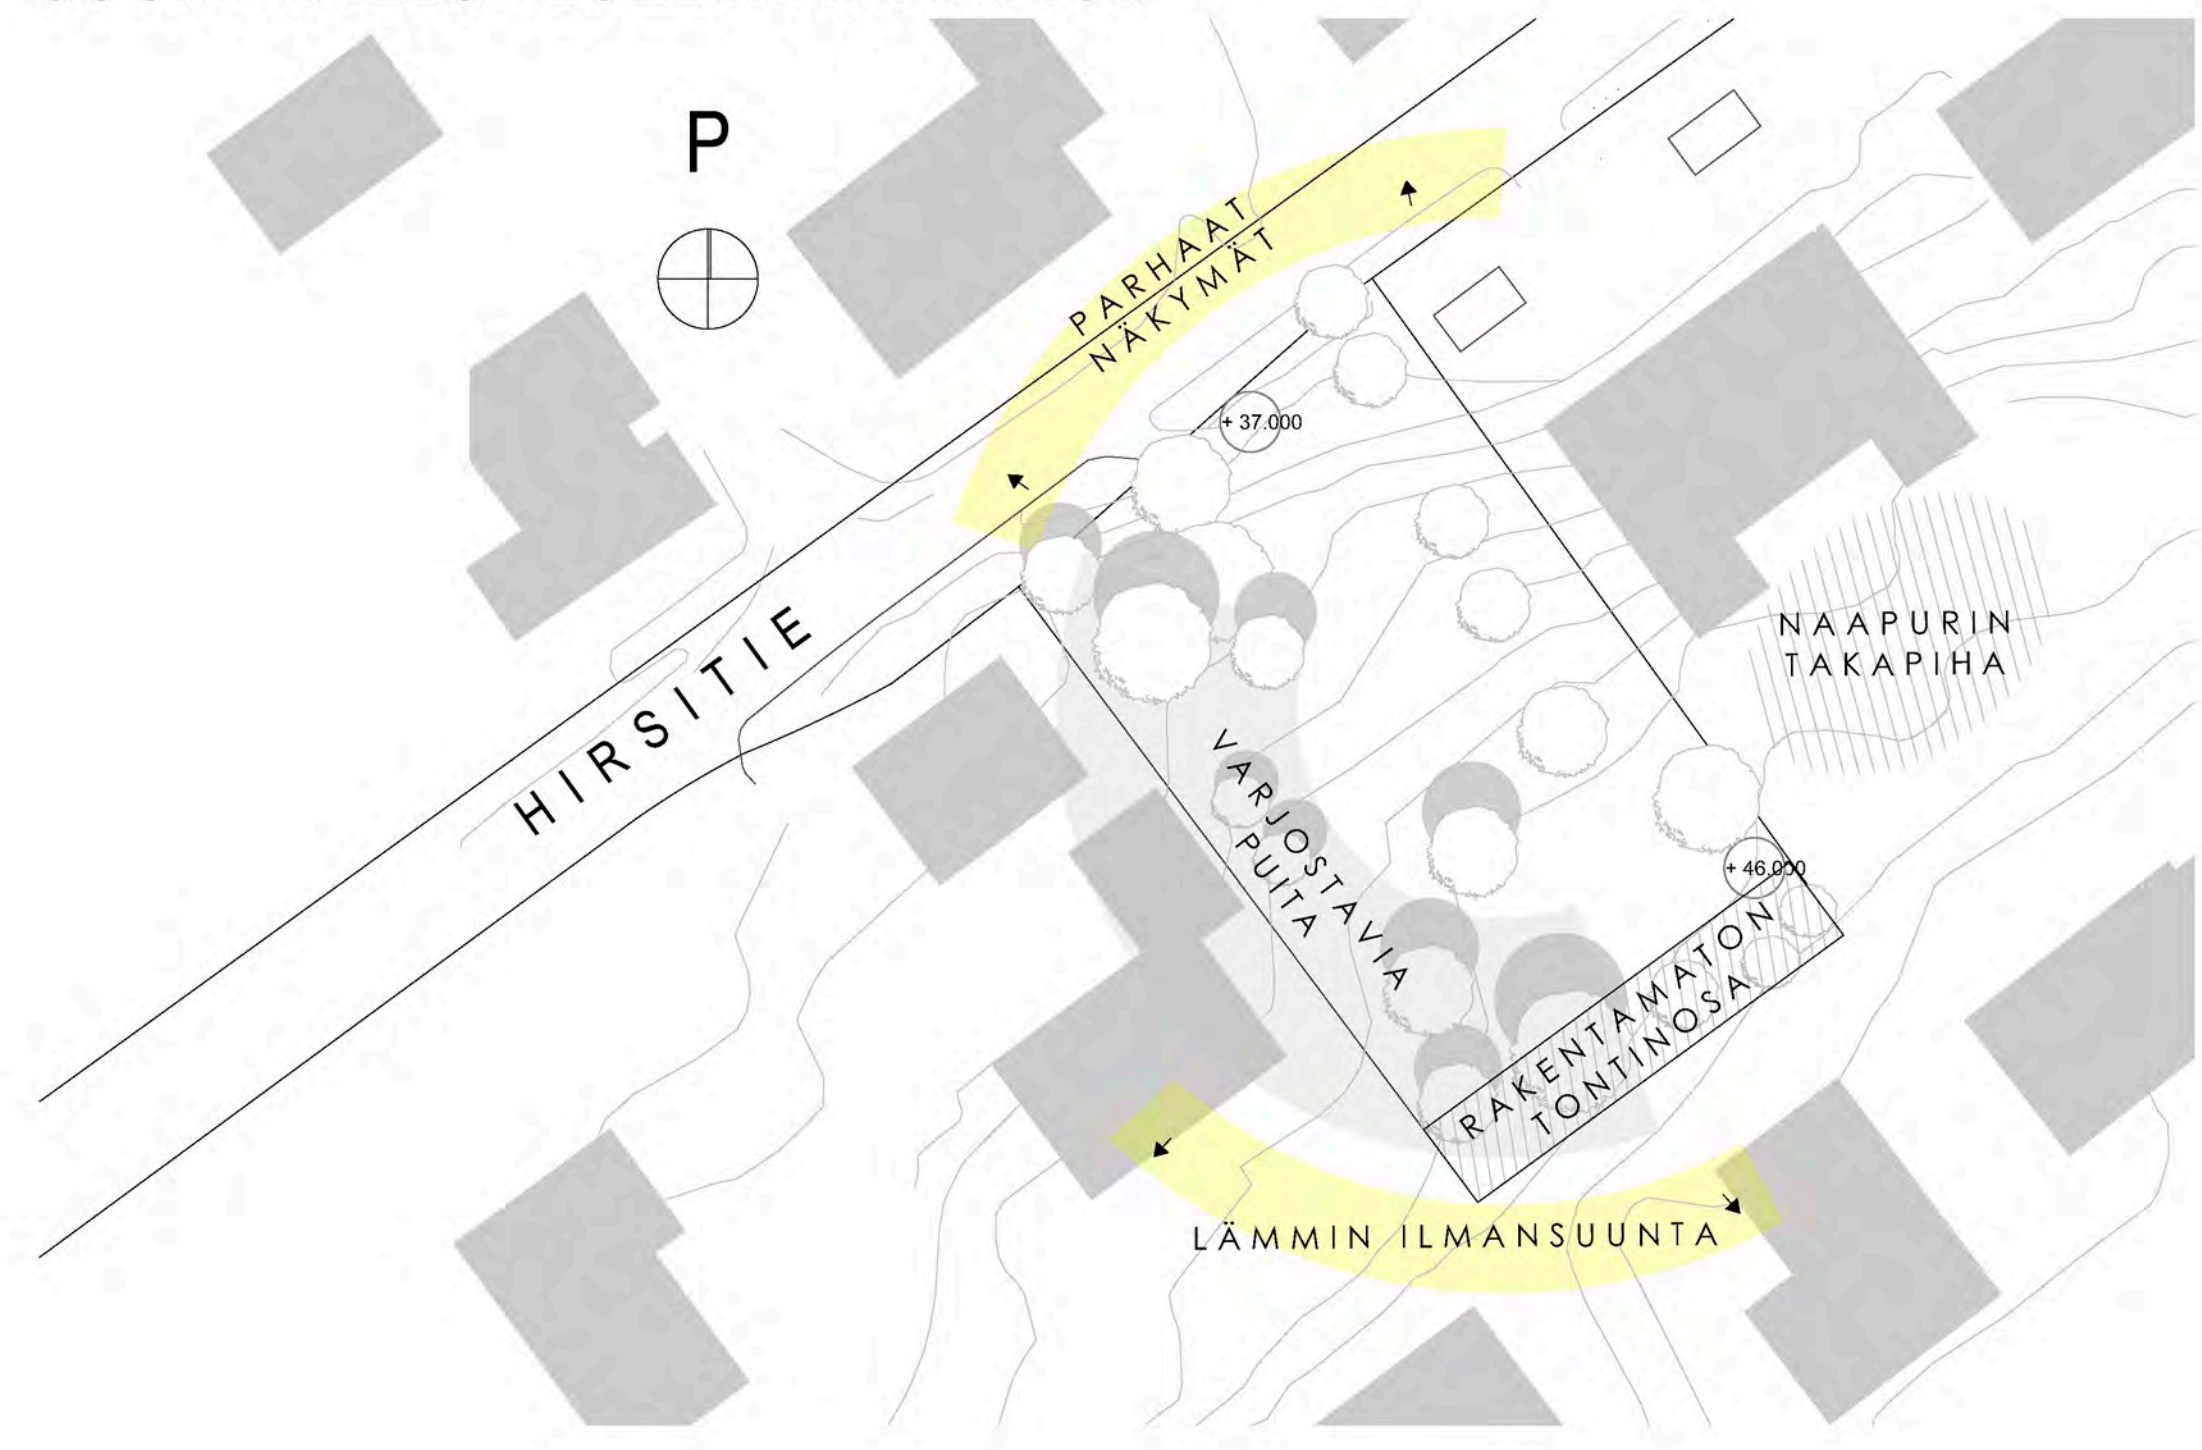 P
PARHAAT
NÄKYMÄT
+ 37.000
HIRSITIE
NAAPURIN
TAKAPIHA
VARJOSTAVIA
PUITA
+ 46.000
RAKENTAMATON
TONTINOSA
LÄMMIN ILMANSUUNTA